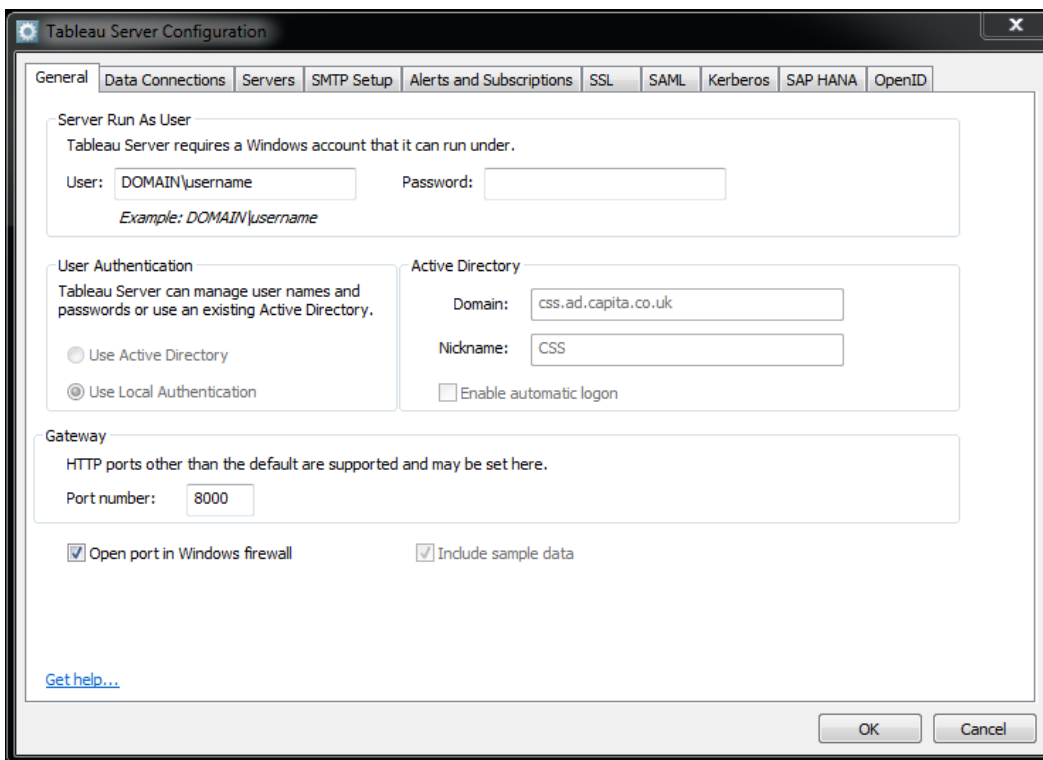 Tableau Server Configuration
x
General Data Connections Servers SMTP Setup Alerts and Subscriptions SSL SAML Kerberos SAP HANA OpenID
Server Run As User
Tableau Server requires a Windows account that it can run under.
User: DOMAIN\username Password:
Example: DOMAIN\username
User Authentication
Tableau Server can manage user names and
passwords or use an existing Active Directory.
Use Active Directory
Use Local Authentication
Active Directory
Domain: css.ad.capita.co.uk
Nickname: CSS
Enable automatic logon
Gateway
HTTP ports other than the default are supported and may be set here.
Port number: 8000
Open port in Windows firewall Include sample data
Get help...
OK Cancel